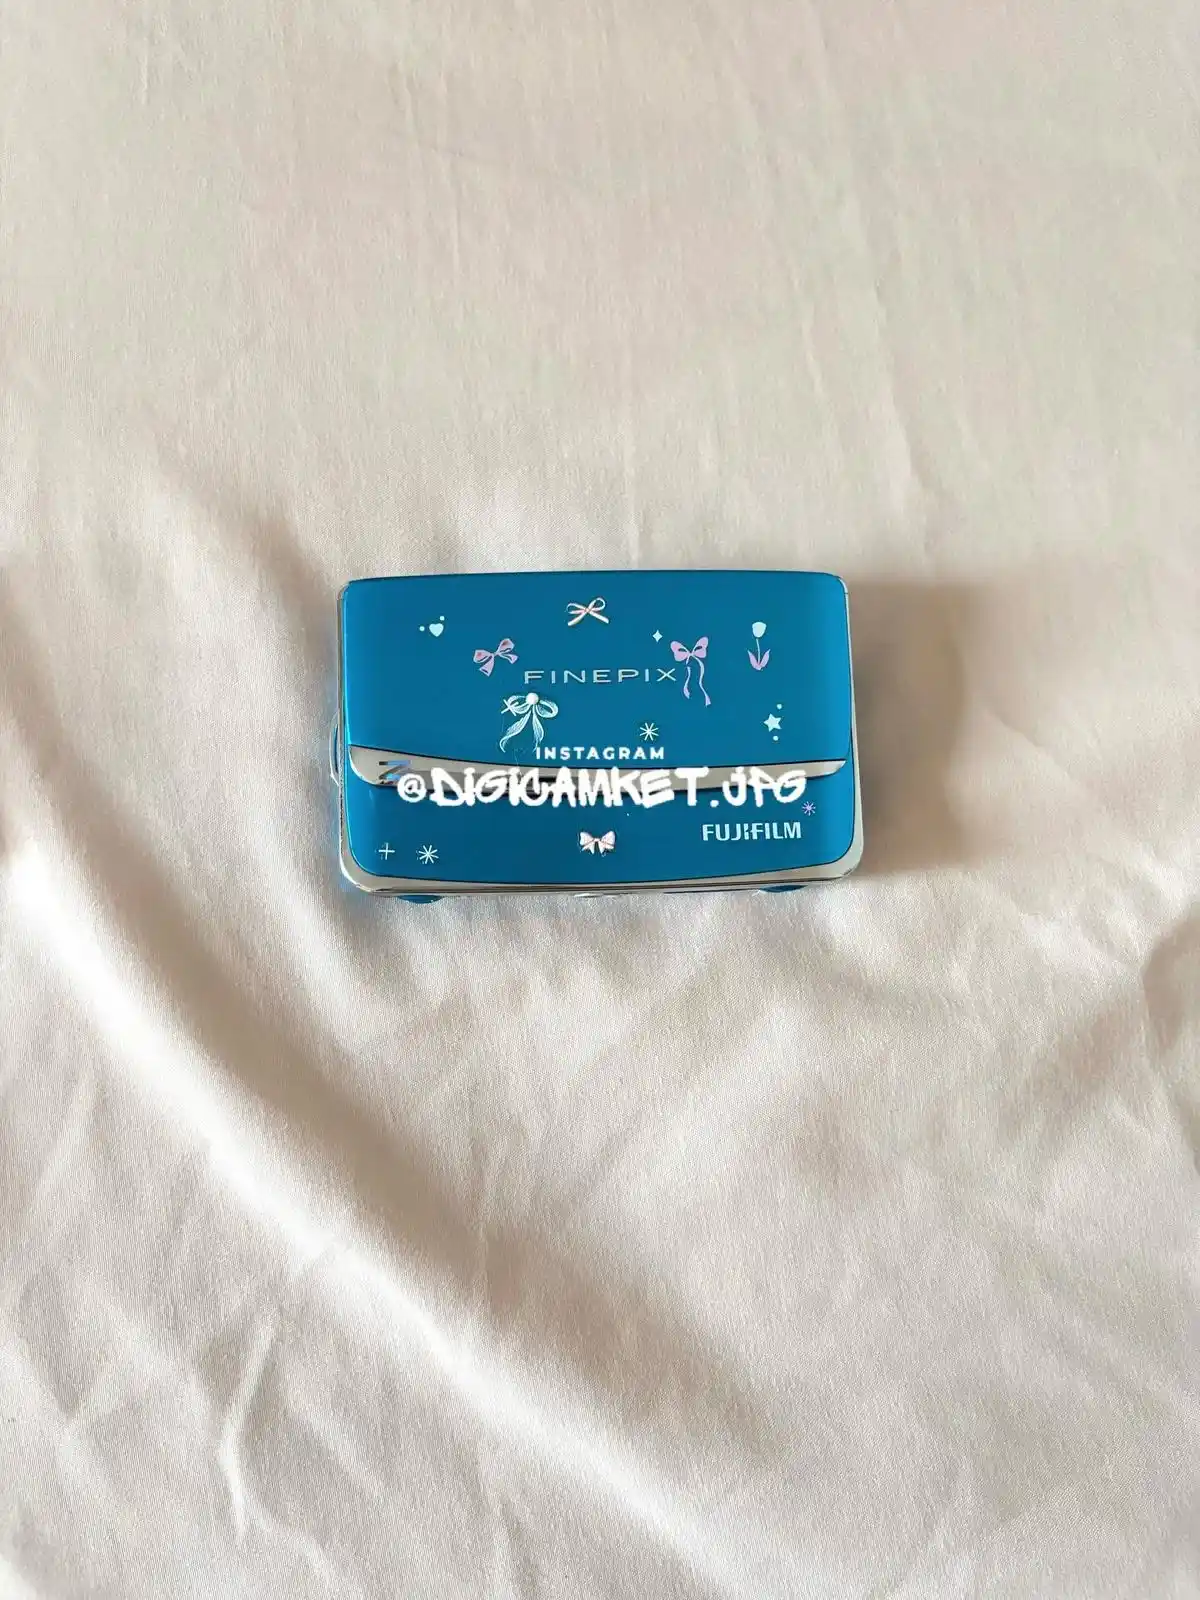 FINEPIX
INSTAGRAM
Z
@DIGICAMKET.JPG
FUJIFILM